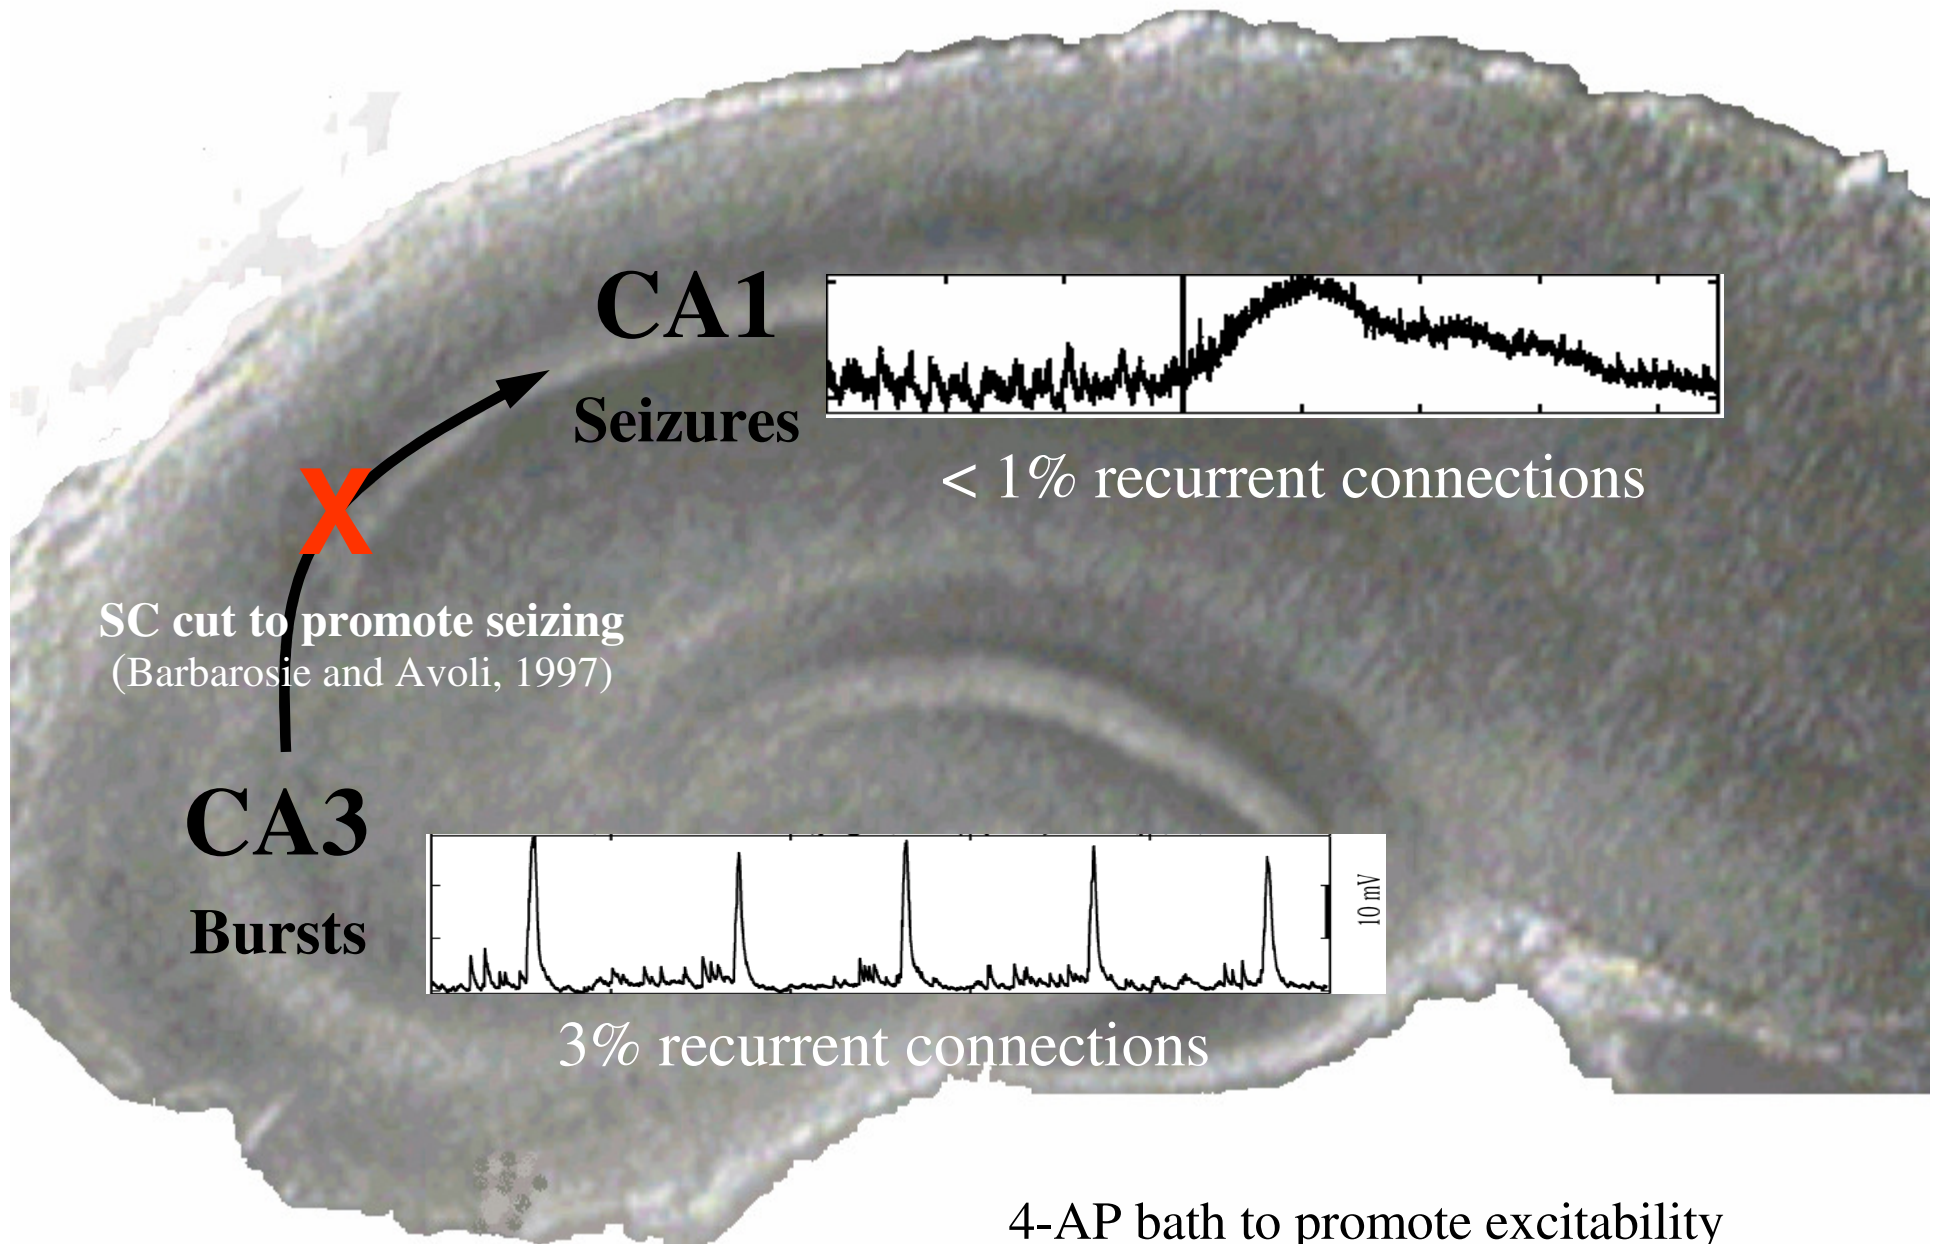 CA1
Seizures
< 1% recurrent connections
X
SC cut to promote seizing
(Barbarosie and Avoli, 1997)
CA3
Bursts
10 mV
3% recurrent connections
4-AP bath to promote excitability